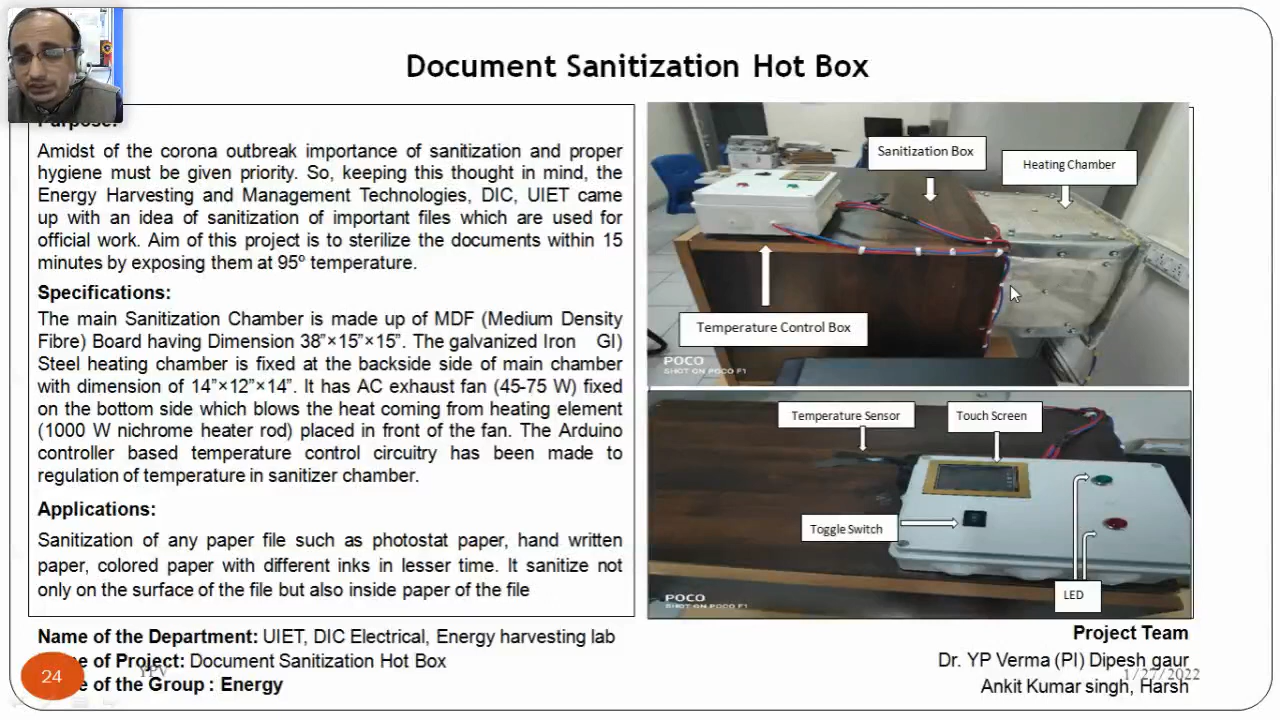 Document Sanitization Hot Box
Purpose:
Amidst of the corona outbreak importance of sanitization and proper
hygiene must be given priority. So, keeping this thought in mind, the
Energy Harvesting and Management Technologies, DIC, UIET came
up with an idea of sanitization of important files which are used for
official work. Aim of this project is to sterilize the documents within 15
minutes by exposing them at 95º temperature.
Specifications:
The main Sanitization Chamber is made up of MDF (Medium Density
Fibre) Board having Dimension 38”×15”×15”. The galvanized Iron GI)
Steel heating chamber is fixed at the backside side of main chamber
with dimension of 14”×12”×14”. It has AC exhaust fan (45-75 W) fixed
on the bottom side which blows the heat coming from heating element
(1000 W nichrome heater rod) placed in front of the fan. The Arduino
controller based temperature control circuitry has been made to
regulation of temperature in sanitizer chamber.
Applications:
Sanitization of any paper file such as photostat paper, hand written
paper, colored paper with different inks in lesser time. It sanitize not
only on the surface of the file but also inside paper of the file
Name of the Department: UIET, DIC Electrical, Energy harvesting lab
of Project: Document Sanitization Hot Box
of the Group : Energy
24
YPV
Sanitization Box
Heating Chamber
Temperature Control Box
POCO
SHOT ON POCO F1
Temperature Sensor
Touch Screen
Toggle Switch
LED
POCO
SHOT ON POCO F1
Project Team
Dr. YP Verma (PI) Dipesh gaur
1/27/2022
Ankit Kumar singh, Harsh